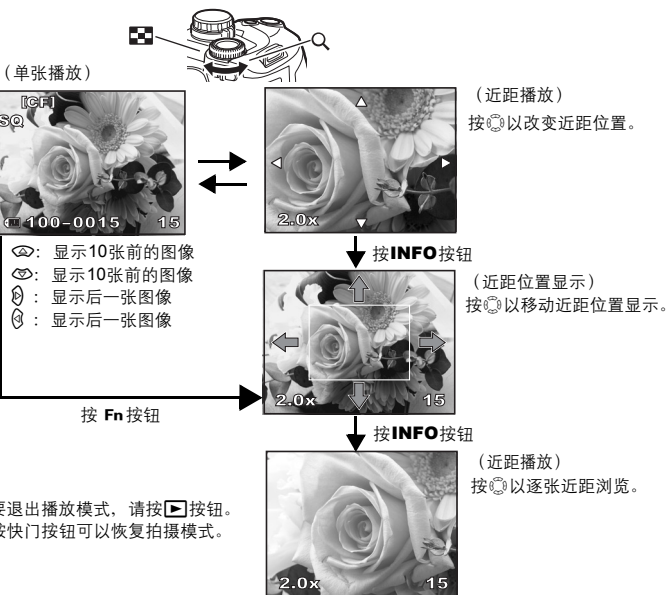 （单张播放）
[CF]
SQ
100-0015 15
：显示10张前的图像
：显示10张前的图像
：显示后一张图像
：显示后一张图像
（近距播放）
按以改变近距位置。
2.0x
按INFO按钮
（近距位置显示）
按以移动近距位置显示。
2.0x 15
按 Fn 按钮
按INFO按钮
（近距播放）
按以逐张近距浏览。
2.0x 15
要退出播放模式，请按按钮。
按快门按钮可以恢复拍摄模式。